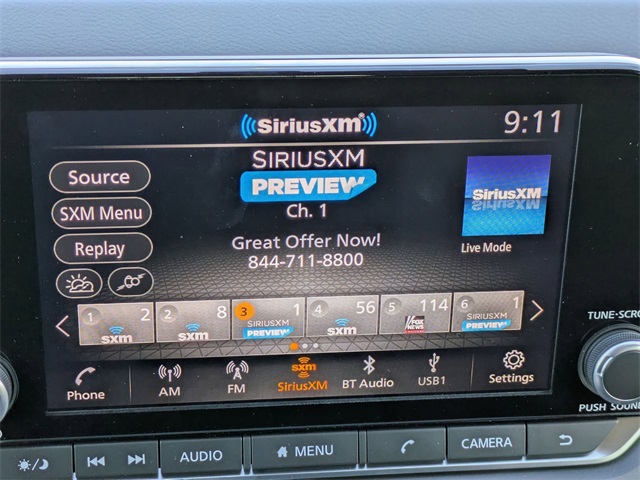 SiriusXM 9:11
SIRIUSXM
PREVIEW
Ch. 1
Great Offer Now!
844-711-8800
Source
SXM Menu
Replay
SiriusXM
SiriusXM
Live Mode
1 2 sxm
2 8 sxm
3 1 SIRIUSXM PREVIEW
4 56 sxm
5 114 FOX NEWS
6 1 SIRIUSXM PREVIEW
Phone
AM
FM
sxm
SiriusXM
BT Audio
USB1
Settings
TUNE·SCRO
PUSH SOUND
AUDIO
MENU
CAMERA